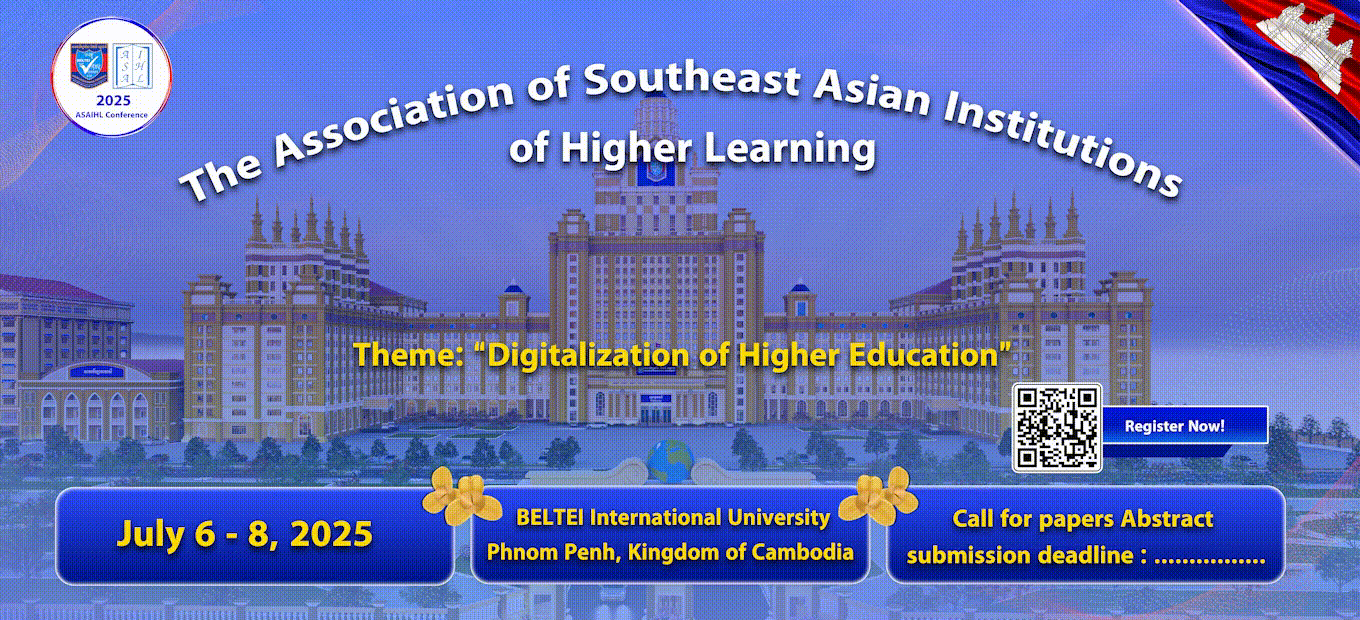 A I
S H
A L
2025
ASAIHL Conference
The Association of Southeast Asian Institutions
of Higher Learning
Theme: “Digitalization of Higher Education”
Register Now!
July 6 - 8, 2025
BELTEI International University
Phnom Penh, Kingdom of Cambodia
Call for papers Abstract
submission deadline : ................